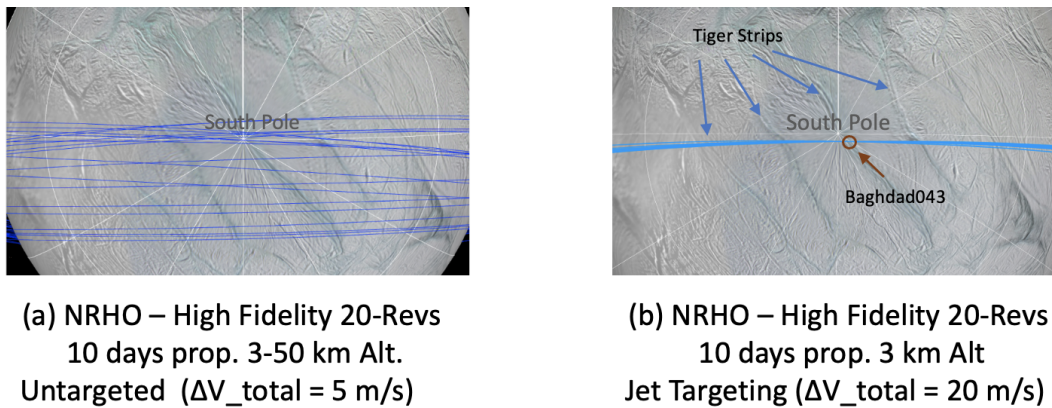 South Pole
(a) NRHO – High Fidelity 20-Revs
10 days prop. 3-50 km Alt.
Untargeted (ΔV_total = 5 m/s)
Tiger Strips
South Pole
Baghdad043
(b) NRHO – High Fidelity 20-Revs
10 days prop. 3 km Alt
Jet Targeting (ΔV_total = 20 m/s)